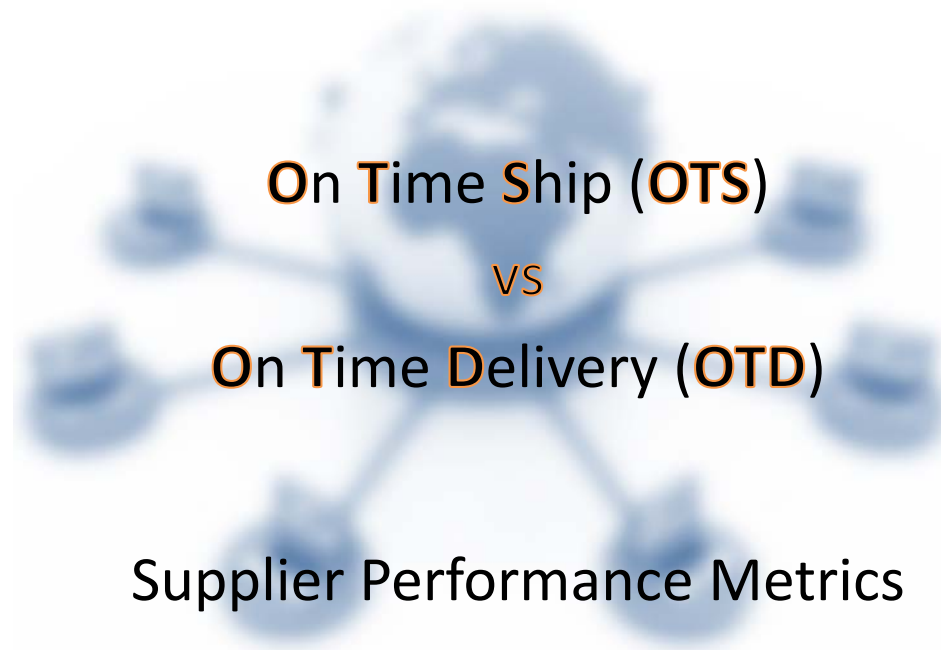 On Time Ship (OTS)
vs
On Time Delivery (OTD)
Supplier Performance Metrics